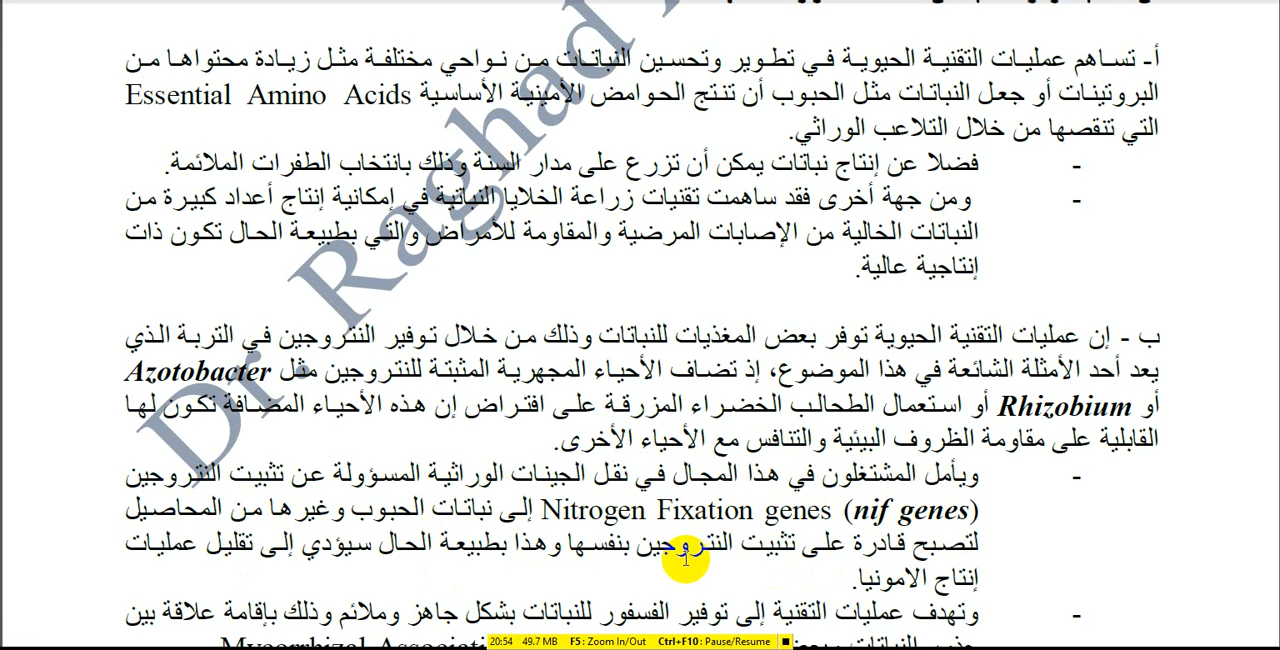 أ- تساهم عمليات التقنية الحيوية في تطوير وتحسين النباتات من نواحي مختلفة مثل زيادة محتواها من
البروتينات أو جعل النباتات مثل الحبوب أن تنتج الحوامض الأمينية الأساسية Essential Amino Acids
التي تنقصها من خلال التلاعب الوراثي.
- فضلا عن إنتاج نباتات يمكن أن تزرع على مدار السنة وذلك بانتخاب الطفرات الملائمة.
- ومن جهة أخرى فقد ساهمت تقنيات زراعة الخلايا النباتية في إمكانية إنتاج أعداد كبيرة من
النباتات الخالية من الإصابات المرضية والمقاومة للأمراض والتي بطبيعة الحال تكون ذات
إنتاجية عالية.
ب - إن عمليات التقنية الحيوية توفر بعض المغذيات للنباتات وذلك من خلال توفير النتروجين في التربة الذي
يعد أحد الأمثلة الشائعة في هذا الموضوع، إذ تضاف الأحياء المجهرية المثبتة للنتروجين مثل Azotobacter
أو Rhizobium أو استعمال الطحالب الخضراء المزرقة على افتراض إن هذه الأحياء المضافة تكون لها
القابلية على مقاومة الظروف البيئية والتنافس مع الأحياء الأخرى.
- ويأمل المشتغلون في هذا المجال في نقل الجينات الوراثية المسؤولة عن تثبيت النتروجين
Nitrogen Fixation genes (nif genes) إلى نباتات الحبوب وغيرها من المحاصيل
لتصبح قادرة على تثبيت النتروجين بنفسها وهذا بطبيعة الحال سيؤدي إلى تقليل عمليات
إنتاج الامونيا.
- وتهدف عمليات التقنية إلى توفير الفسفور للنباتات بشكل جاهز وملائم وذلك بإقامة علاقة بين
Dr. Raghad
20:54 49.7 MB F5: Zoom In/Out Ctrl+F10: Pause/Resume